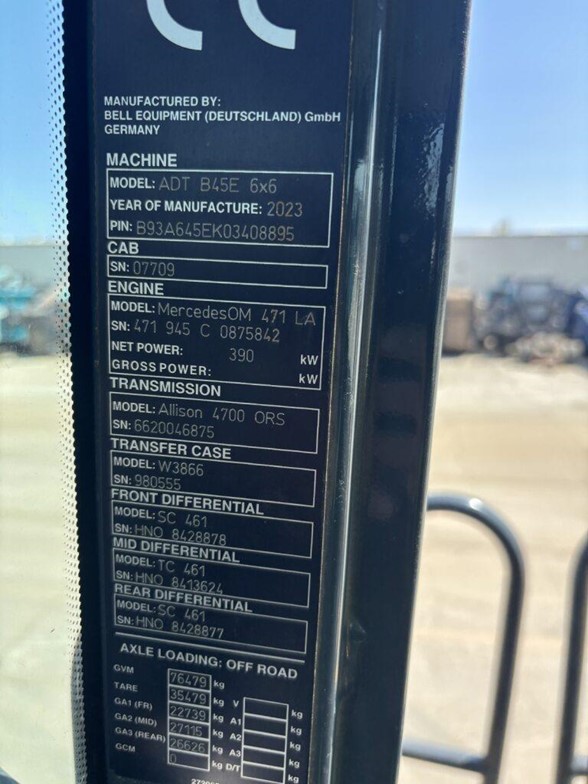 CE
MANUFACTURED BY:
BELL EQUIPMENT (DEUTSCHLAND) GmbH
GERMANY
MACHINE
MODEL: ADT B45E 6x6
YEAR OF MANUFACTURE: 2023
PIN: B93A645EK03408895
CAB
SN: 07709
ENGINE
MODEL: MercedesOM 471 LA
SN: 471 945 C 0875842
NET POWER: 390 kW
GROSS POWER: kW
TRANSMISSION
MODEL: Allison 4700 ORS
SN: 6620046875
TRANSFER CASE
MODEL: W3866
SN: 980555
FRONT DIFFERENTIAL
MODEL: SC 461
SN: HNO 8428878
MID DIFFERENTIAL
MODEL: TC 461
SN: HNO 8413624
REAR DIFFERENTIAL
MODEL: SC 461
SN: HNO 8428877
AXLE LOADING: OFF ROAD
GVM 76479 kg
TARE 35479 kg V kg
GA1 (FR) 22739 kg A1 kg
GA2 (MID) 27115 kg A2 kg
GA3 (REAR) 26626 kg A3 kg
GCM 0 kg D/T kg